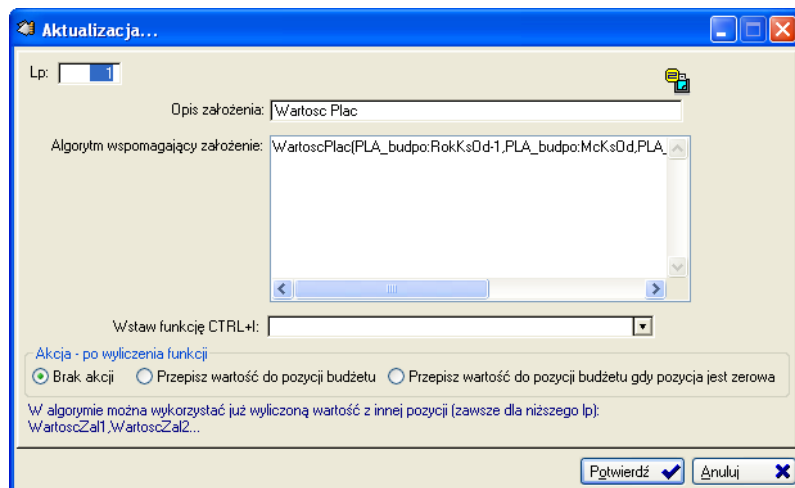 Aktualizacja...
Lp: 1
Opis założenia: Wartosc Plac
Algorytm wspomagający założenie: WartoscPlac(PLA_budpo:RokKsOd-1,PLA_budpo:McKsOd,PLA_
Wstaw funkcję CTRL+I:
Akcja - po wyliczenia funkcji
Brak akcji Przepisz wartość do pozycji budżetu Przepisz wartość do pozycji budżetu gdy pozycja jest zerowa
W algorymie można wykorzystać już wyliczoną wartość z innej pozycji (zawsze dla niższego lp):
WartoscZal1,WartoscZal2...
Potwierdź Anuluj